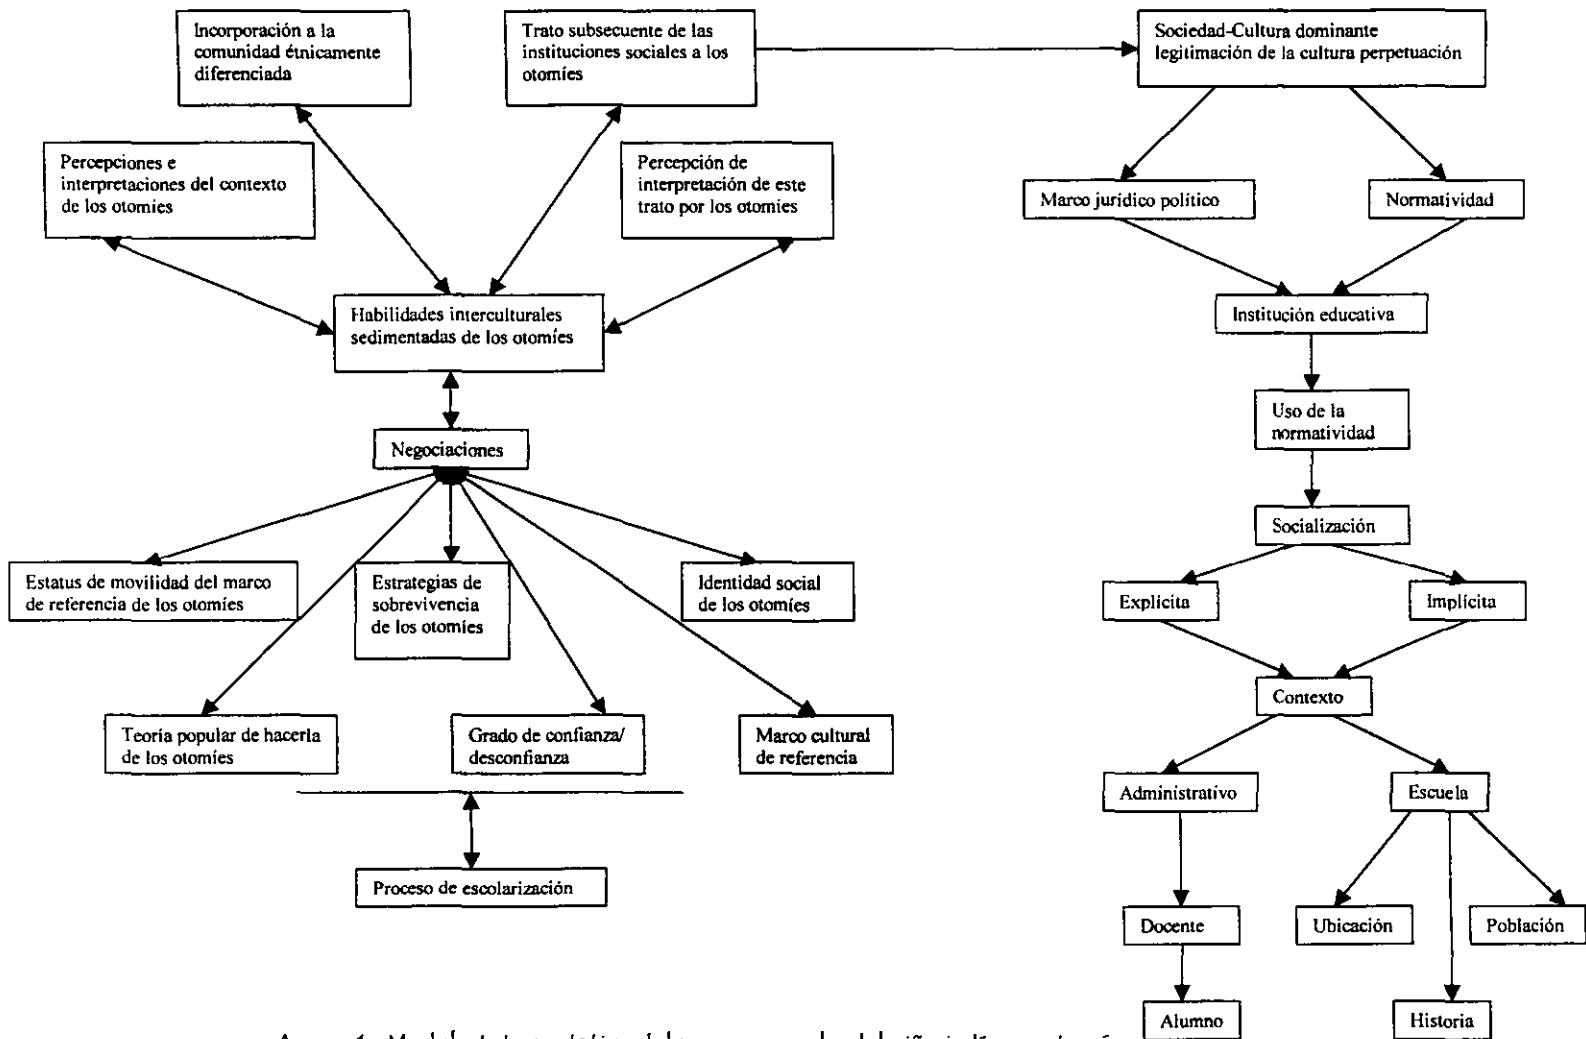 Incorporación a la
comunidad étnicamente
diferenciada
Trato subsecuente de las
instituciones sociales a los
otomíes
Sociedad-Cultura dominante
legitimación de la cultura perpetuación
Percepciones e
interpretaciones del contexto
de los otomíes
Percepción de
interpretación de este
trato por los otomíes
Marco jurídico político
Normatividad
Habilidades interculturales
sedimentadas de los otomíes
Institución educativa
Negociaciones
Uso de la
normatividad
Socialización
Estatus de movilidad del marco
de referencia de los otomíes
Estrategias de
sobrevivencia
de los otomíes
Identidad social
de los otomíes
Explícita
Implícita
Contexto
Teoría popular de hacerla
de los otomíes
Grado de confianza/
desconfianza
Marco cultural
de referencia
Administrativo
Escuela
Proceso de escolarización
Docente
Ubicación
Población
Alumno
Historia